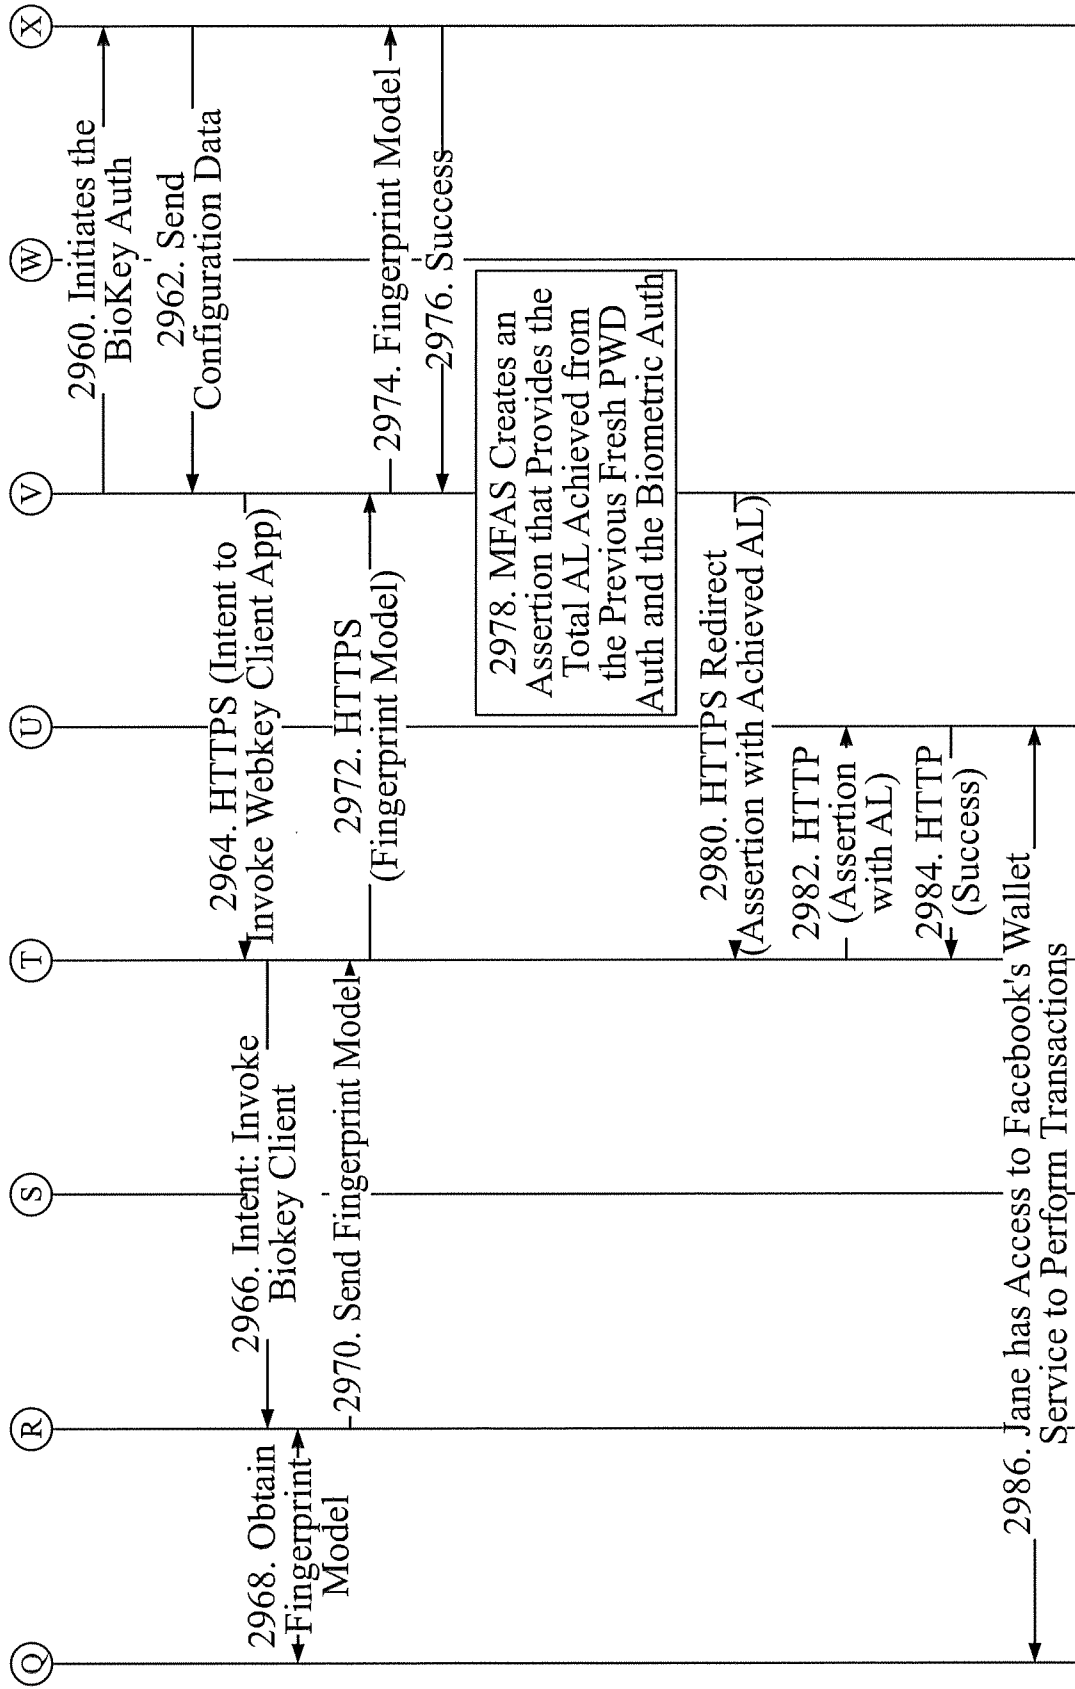 Q
R
S
T
U
V
W
X
2960. Initiates the
BioKey Auth
2962. Send
Configuration Data
2964. HTTPS (Intent to
Invoke Webkey Client App)
2966. Intent: Invoke
Biokey Client
2968. Obtain
Fingerprint
Model
2970. Send Fingerprint Model
2972. HTTPS
(Fingerprint Model)
2974. Fingerprint Model
2976. Success
2978. MFAS Creates an
Assertion that Provides the
Total AL Achieved from
the Previous Fresh PWD
Auth and the Biometric Auth
2980. HTTPS Redirect
(Assertion with Achieved AL)
2982. HTTP
(Assertion
with AL)
2984. HTTP
(Success)
2986. Jane has Access to Facebook's Wallet
Service to Perform Transactions